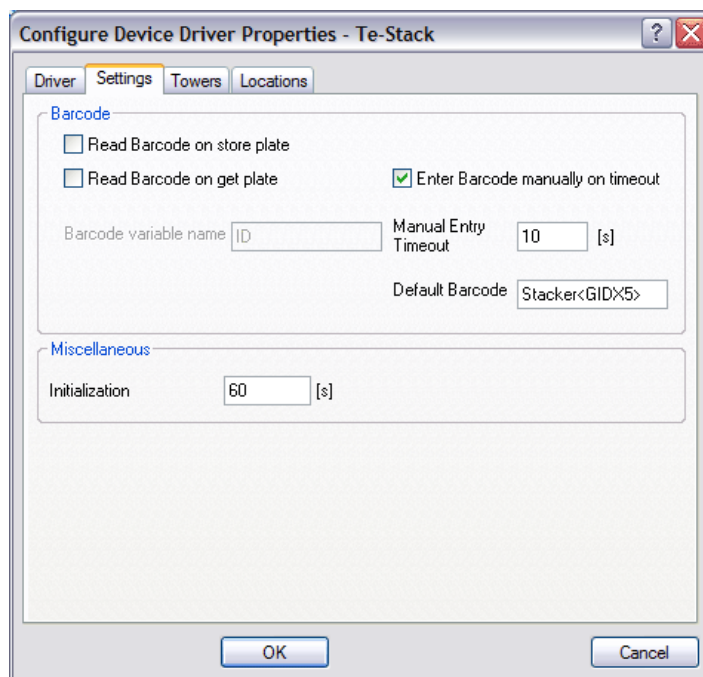 Configure Device Driver Properties - Te-Stack
?
Driver Settings Towers Locations
Barcode
Read Barcode on store plate
Read Barcode on get plate
Enter Barcode manually on timeout
Barcode variable name ID
Manual Entry
Timeout
10 [s]
Default Barcode Stacker<GIDX5>
Miscellaneous
Initialization 60 [s]
OK Cancel